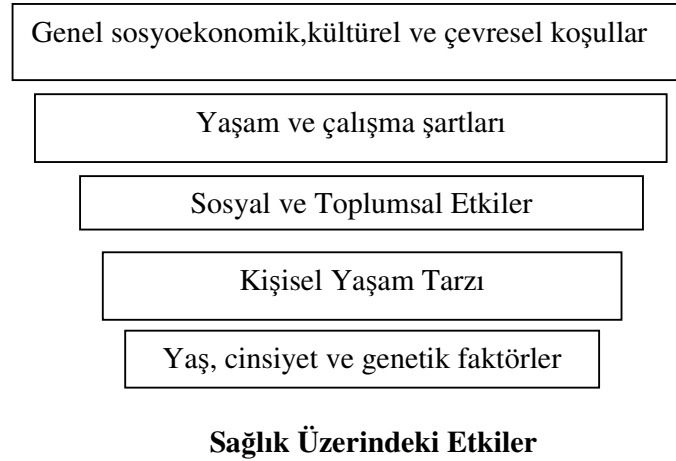 Genel sosyoekonomik,kültürel ve çevresel koşullar
Yaşam ve çalışma şartları
Sosyal ve Toplumsal Etkiler
Kişisel Yaşam Tarzı
Yaş, cinsiyet ve genetik faktörler
Sağlık Üzerindeki Etkiler